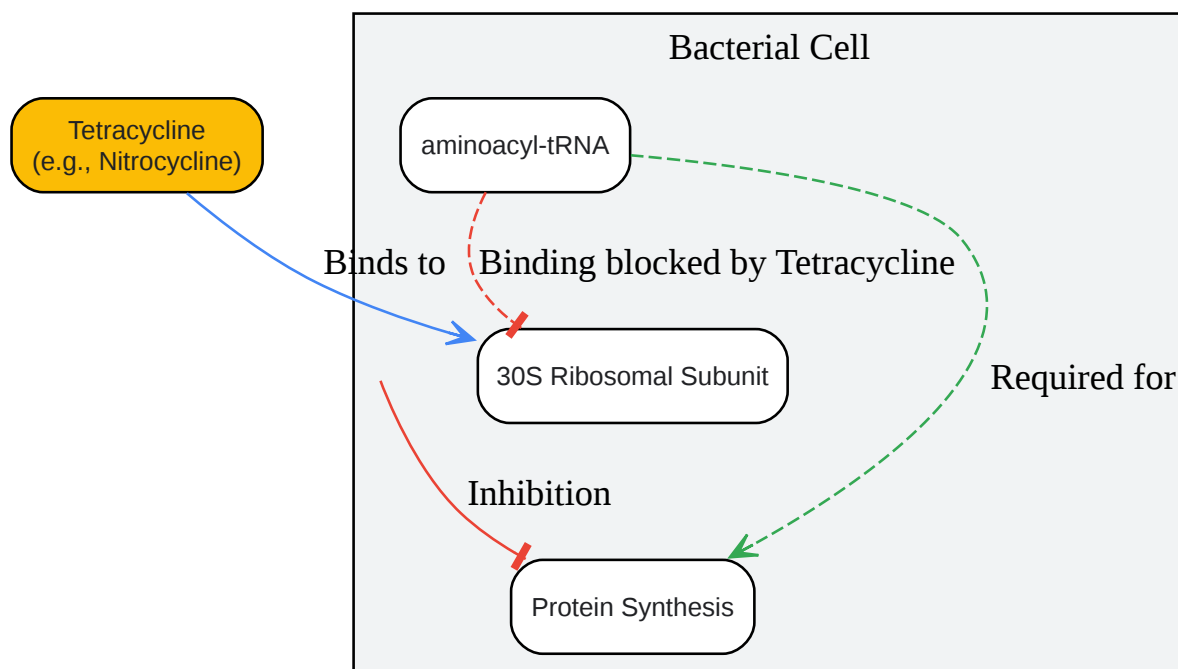 Bacterial Cell
Tetracycline
(e.g., Nitrocycline)
aminoacyl-tRNA
Binds to
Binding blocked by Tetracycline
30S Ribosomal Subunit
Required for
Inhibition
Protein Synthesis